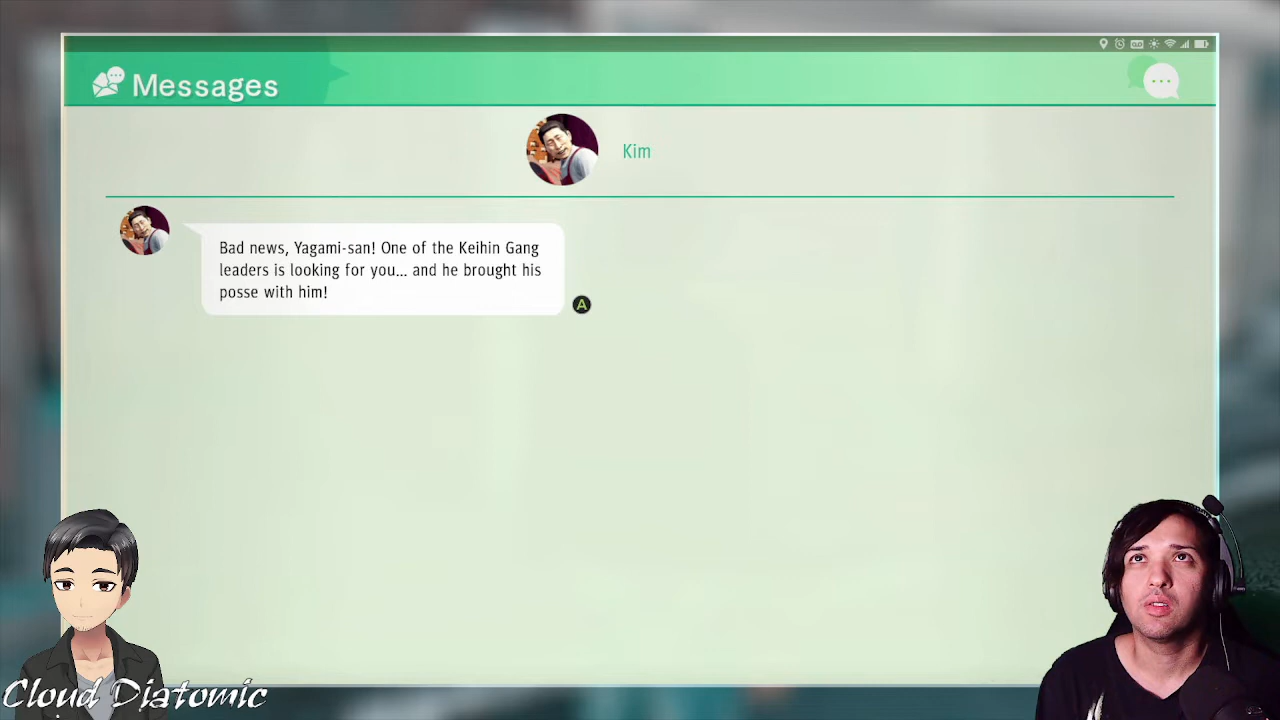 Messages
Kim
Bad news, Yagami-san! One of the Keihin Gang
leaders is looking for you... and he brought his
posse with him!
A
Cloud Diatomic